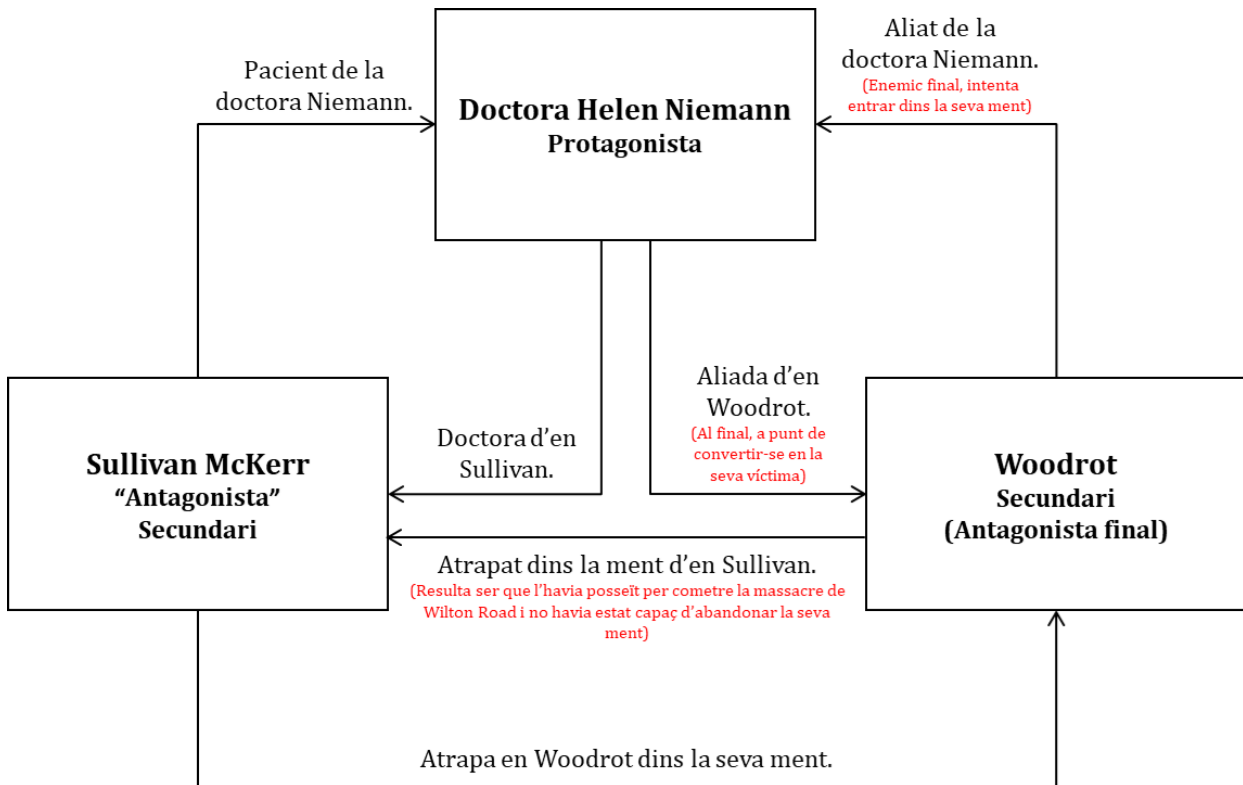 Pacient de la
doctora Niemann.
Doctora Helen Niemann
Protagonista
Aliat de la
doctora Niemann.
(Enemic final, intenta
entrar dins la seva ment)
Doctora d’en
Sullivan.
Aliada d’en
Woodrot.
(Al final, a punt de
convertir-se en la
seva víctima)
Sullivan McKerr
“Antagonista”
Secundari
Woodrot
Secundari
(Antagonista final)
Atrapat dins la ment d’en Sullivan.
(Resulta ser que l’havia posseït per cometre la massacre de
Wilton Road i no havia estat capaç d’abandonar la seva
ment)
Atrapa en Woodrot dins la seva ment.